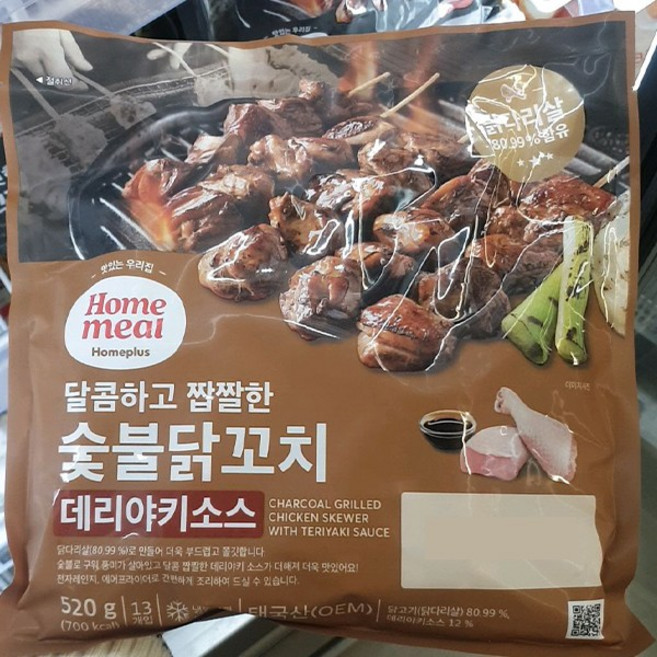 ◀ 절취선
닭다리살
80.99% 함유
맛있는 우리집
Home
meal
Homeplus
이미지컷
달콤하고 짭짤한
숯불닭꼬치
데리야키소스
CHARCOAL GRILLED
CHICKEN SKEWER
WITH TERIYAKI SAUCE
닭다리살(80.99 %)로 만들어 더욱 부드럽고 쫄깃합니다.
숯불로 구워, 풍미가 살아있고 달콤 짭짤한 데리야키 소스가 더해져 더욱 맛있어요!
전자레인지, 에어프라이어로 간편하게 조리하여 드실 수 있습니다.
520 g
(700 kcal)
13
개입
태국산(OEM)
닭고기(닭다리살) 80.99 %,
데리야키소스 12 %